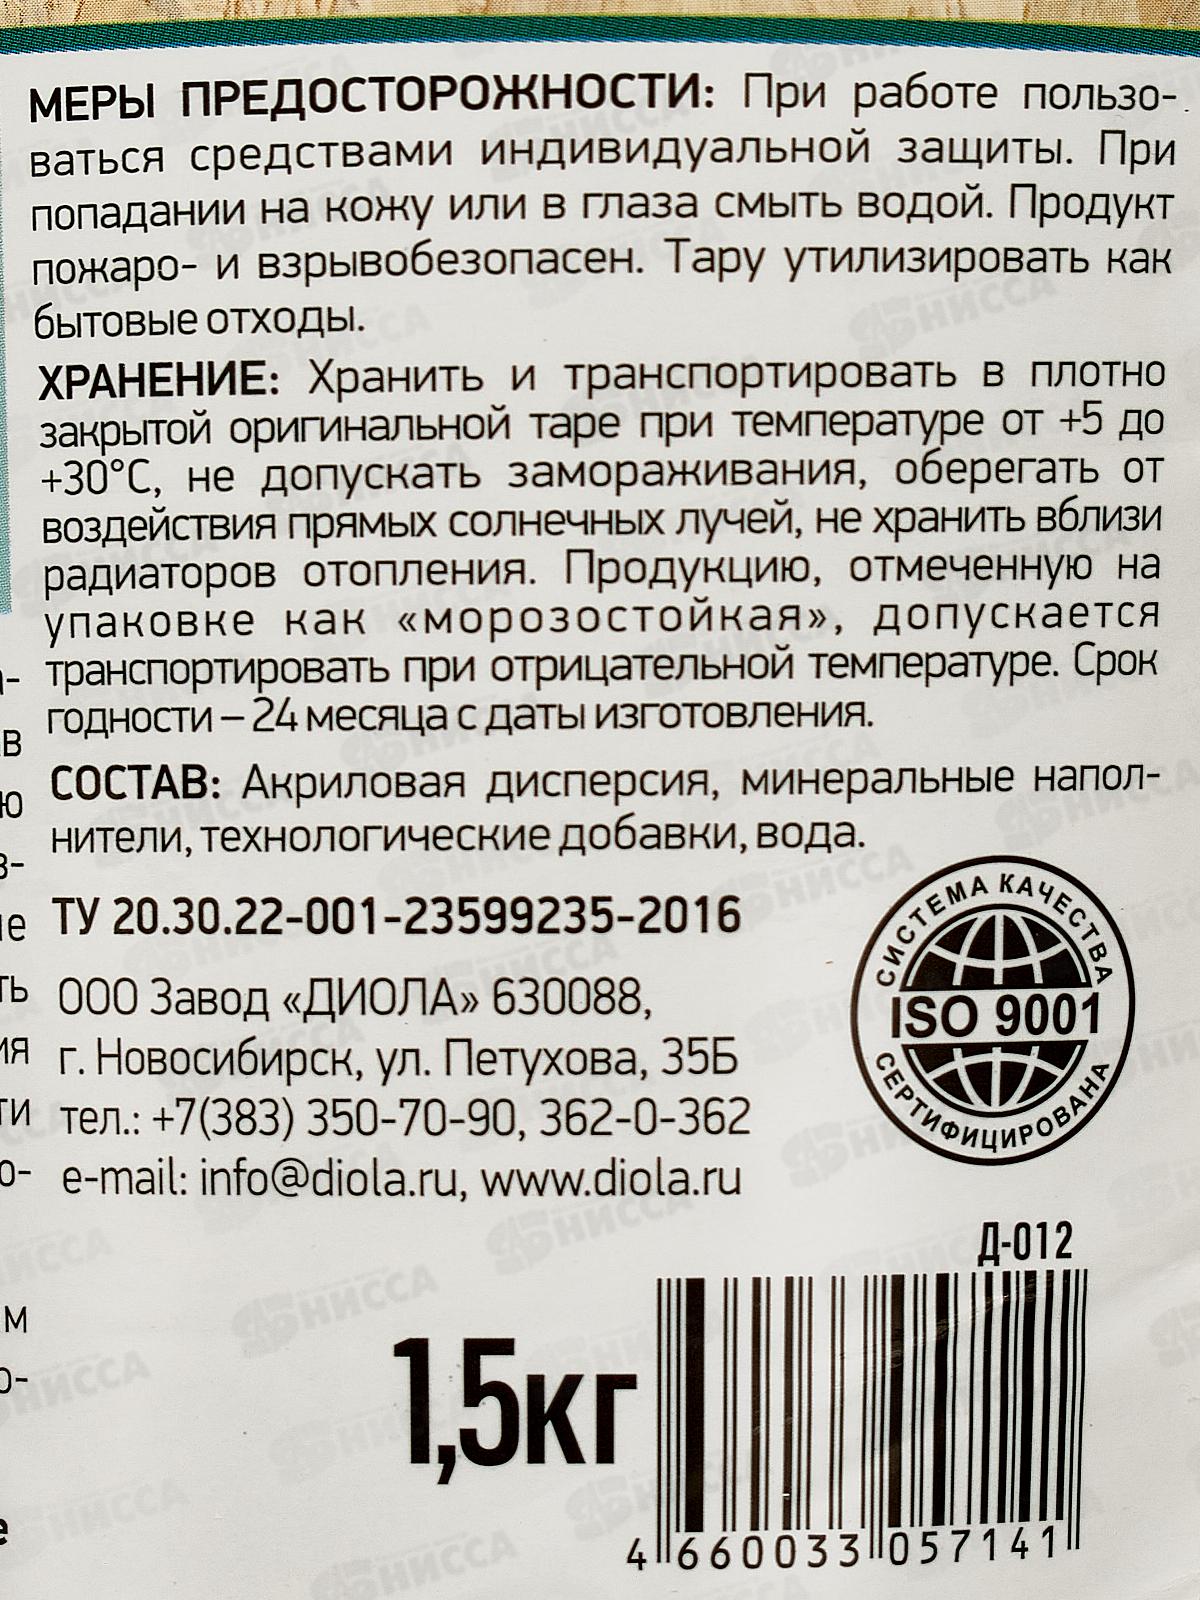 МЕРЫ ПРЕДОСТОРОЖНОСТИ: При работе пользо-
ваться средствами индивидуальной защиты. При
попадании на кожу или в глаза смыть водой. Продукт
пожаро- и взрывобезопасен. Тару утилизировать как
бытовые отходы.
ХРАНЕНИЕ: Хранить и транспортировать в плотно
закрытой оригинальной таре при температуре от +5 до
+30°С, не допускать замораживания, оберегать от
воздействия прямых солнечных лучей, не хранить вблизи
радиаторов отопления. Продукцию, отмеченную на
упаковке как «морозостойкая», допускается
транспортировать при отрицательной температуре. Срок
годности – 24 месяца с даты изготовления.
СОСТАВ: Акриловая дисперсия, минеральные напол-
нители, технологические добавки, вода.
ТУ 20.30.22-001-23599235-2016
ООО Завод «ДИОЛА» 630088,
г. Новосибирск, ул. Петухова, 35Б
тел.: +7(383) 350-70-90, 362-0-362
e-mail: info@diola.ru, www.diola.ru
СИСТЕМА КАЧЕСТВА
ISO 9001
СЕРТИФИЦИРОВАНА
Д-012
1,5кг
4 660033 057141
НИССА